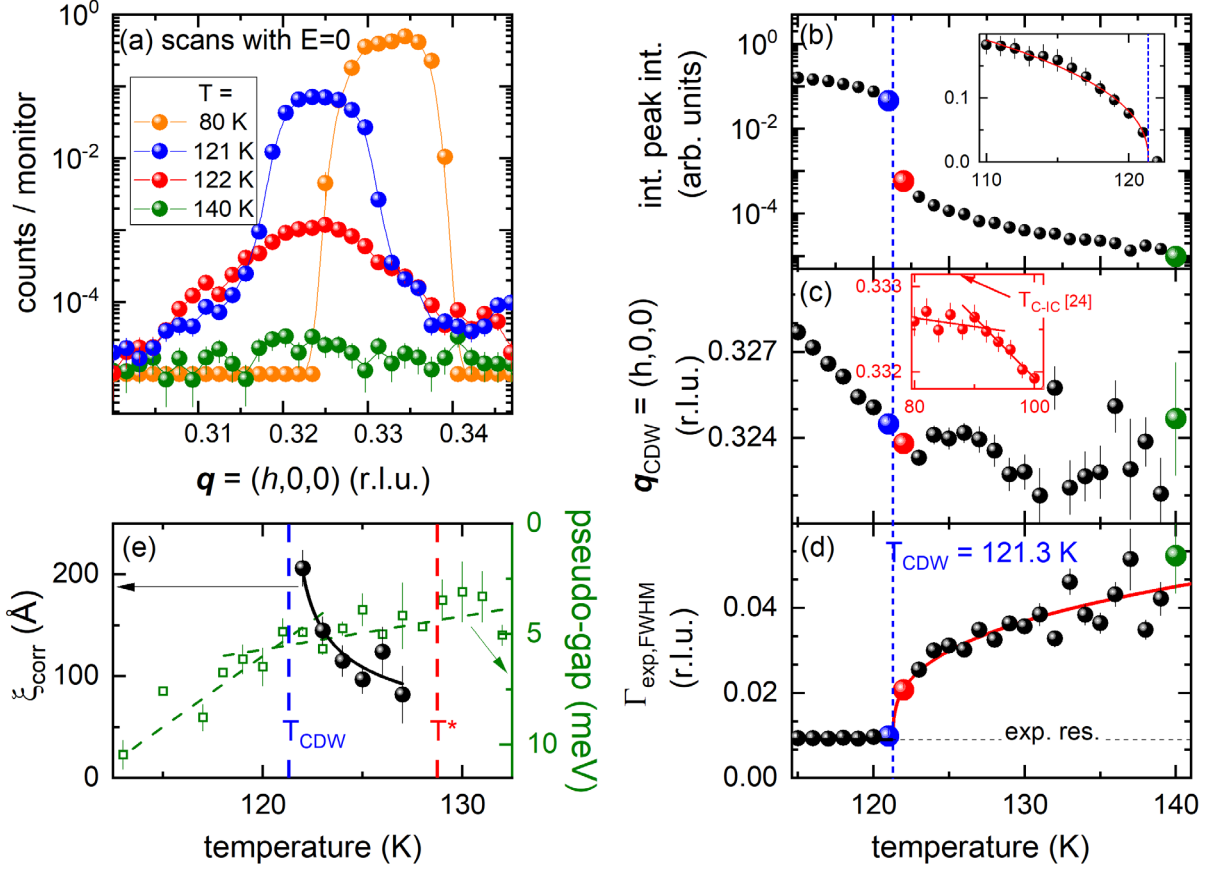 (a) scans with E=0
10⁰
10⁻²
10⁻⁴
counts / monitor
T =
80 K
121 K
122 K
140 K
0.31 0.32 0.33 0.34
q = (h,0,0) (r.l.u.)
(b)
10⁰
10⁻²
10⁻⁴
int. peak int.
(arb. units)
0.1
0.0
110 120
(c)
0.327
0.324
q_CDW = (h,0,0)
(r.l.u.)
0.333
0.332
80 100
T_C-IC [24]
(d)
T_CDW = 121.3 K
0.04
0.02
0.00
Γ_exp,FWHM
(r.l.u.)
exp. res.
120 130 140
temperature (K)
(e)
200
100
0
ξ_corr (Å)
T_CDW
T*
0
5
10
pseudo-gap (meV)
120 130
temperature (K)